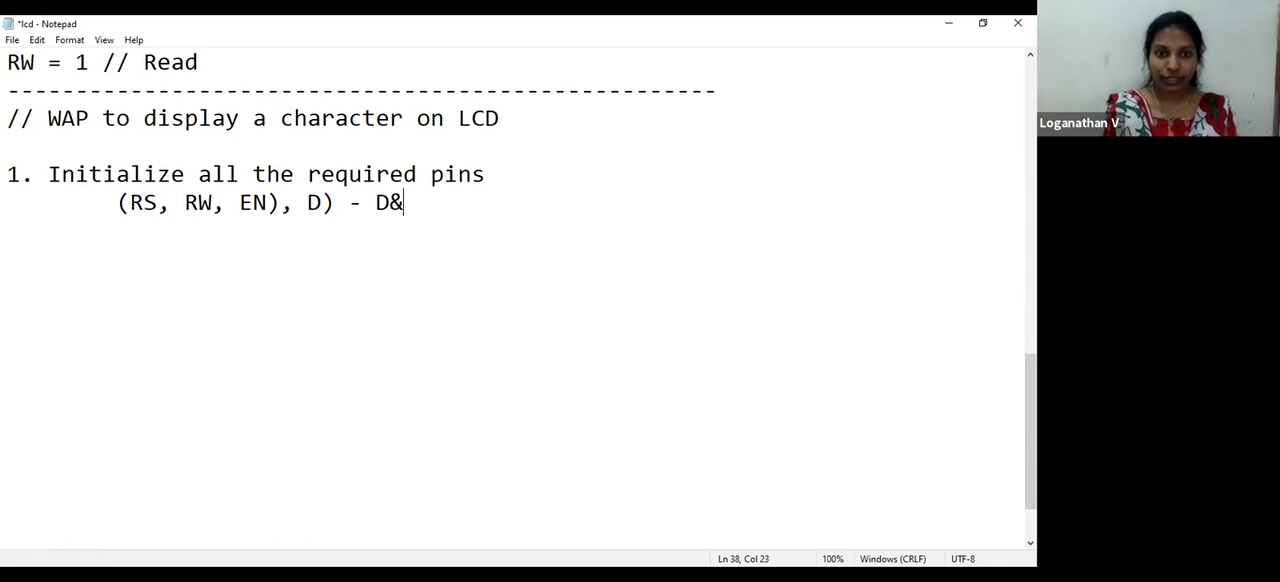 *lcd - Notepad
File Edit Format View Help
RW = 1 // Read
----------------------------------------------------
// WAP to display a character on LCD
1. Initialize all the required pins
(RS, RW, EN), D) - D&
Loganathan V
Ln 38, Col 23 100% Windows (CRLF) UTF-8